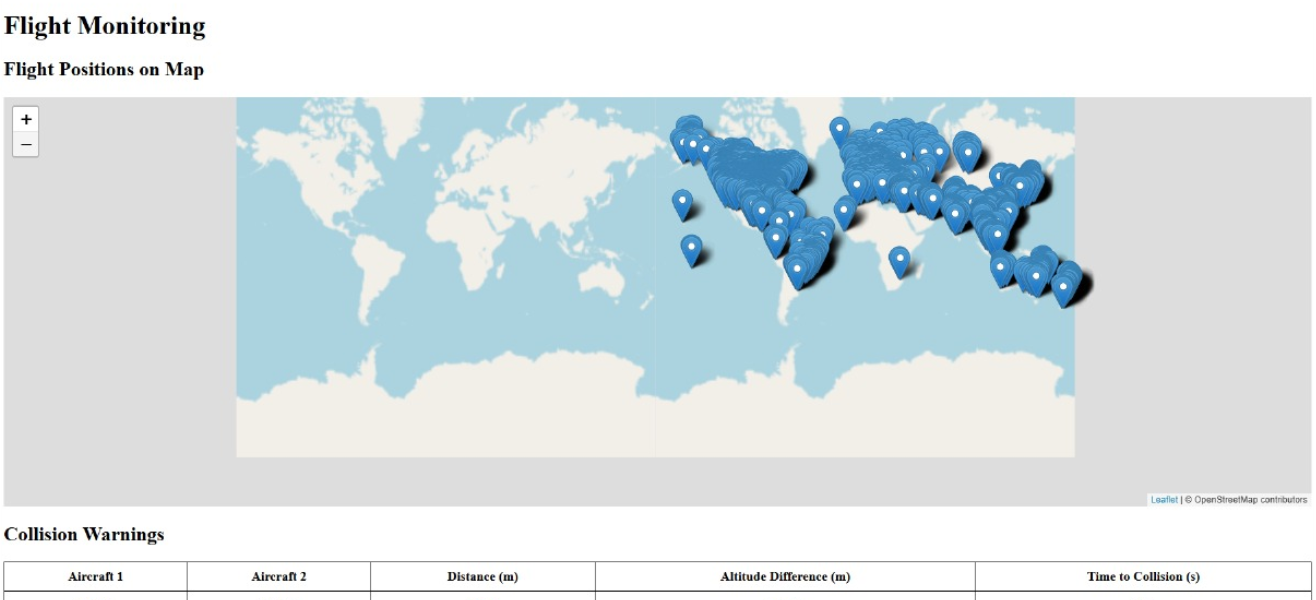 Flight Monitoring
Flight Positions on Map
+
−
Leaflet | © OpenStreetMap contributors
Collision Warnings
Aircraft 1 Aircraft 2 Distance (m) Altitude Difference (m) Time to Collision (s)